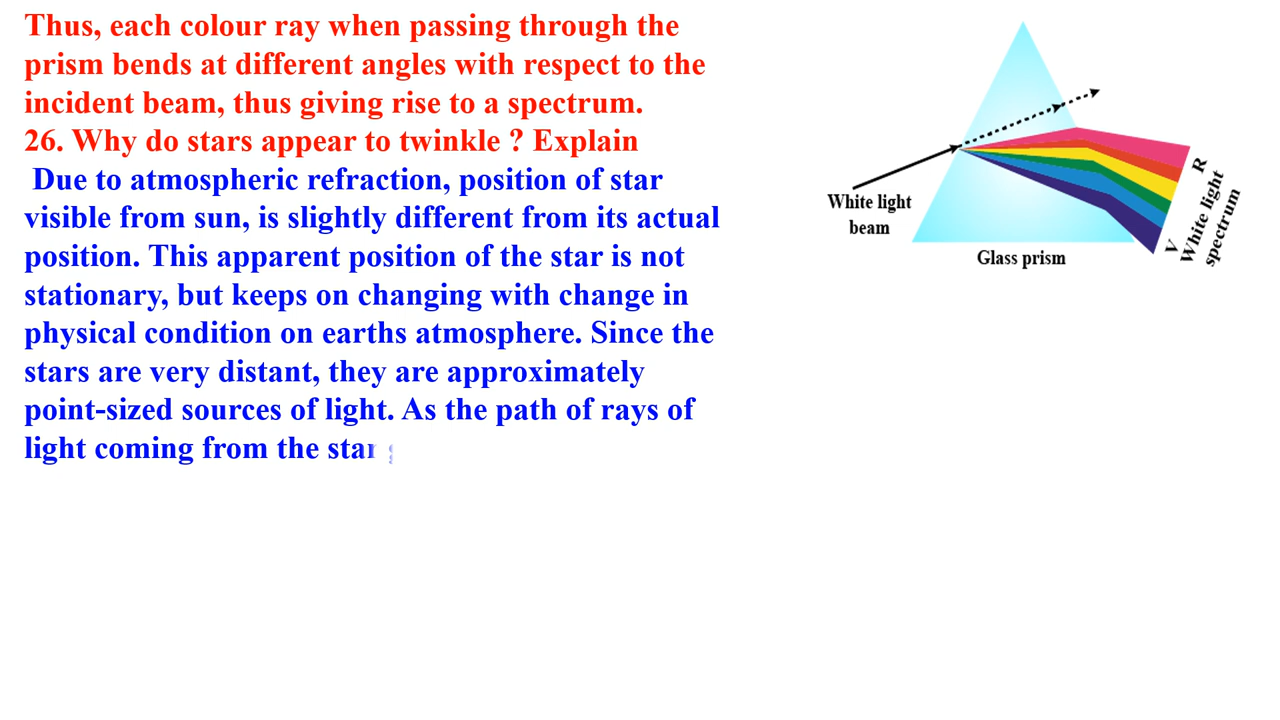 Thus, each colour ray when passing through the
prism bends at different angles with respect to the
incident beam, thus giving rise to a spectrum.
26. Why do stars appear to twinkle ? Explain
Due to atmospheric refraction, position of star
visible from sun, is slightly different from its actual
position. This apparent position of the star is not
stationary, but keeps on changing with change in
physical condition on earths atmosphere. Since the
stars are very distant, they are approximately
point-sized sources of light. As the path of rays of
light coming from the star
White light
beam
Glass prism
R
V
White light
spectrum